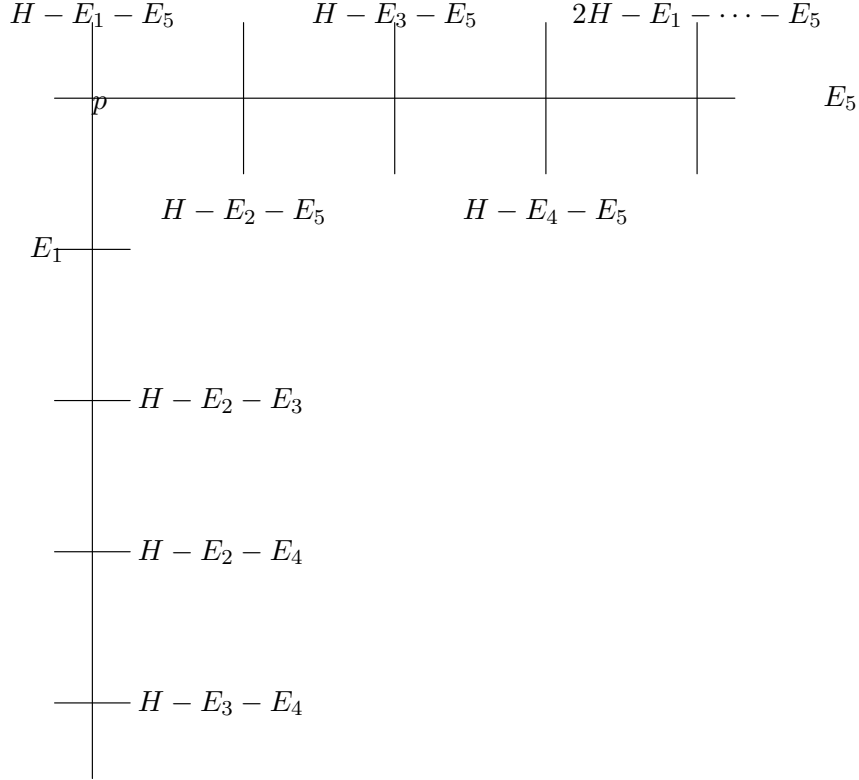 H − E₁ − E₅
H − E₃ − E₅
2H − E₁ − ⋯ − E₅
p
E₅
H − E₂ − E₅
H − E₄ − E₅
E₁
H − E₂ − E₃
H − E₂ − E₄
H − E₃ − E₄